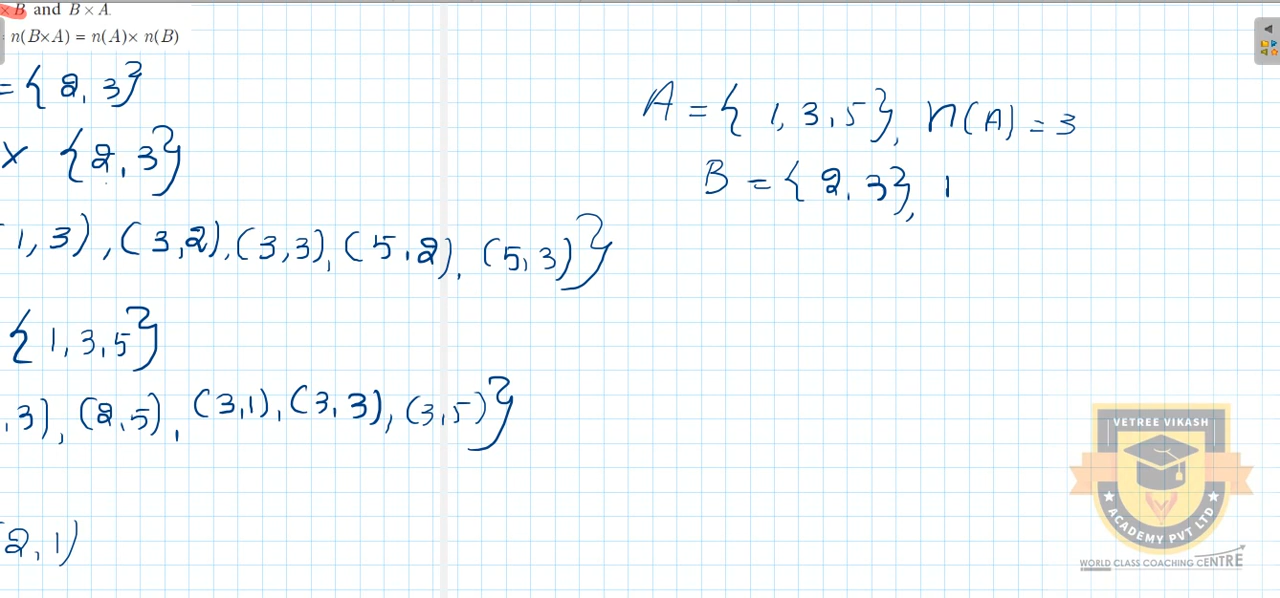 ×B and B×A
= n(B×A) = n(A)× n(B)
= { 2, 3}
× {2, 3}
1, 3), (3,2), (3,3), (5,2), (5,3)}
{1, 3, 5}
, 3), (2,5), (3,1), (3,3), (3,5)}
2, 1)
A = { 1, 3, 5}, n(A) = 3
B = { 2, 3}, 1
VETREE VIKASH
ACADEMY PVT LTD
WORLD CLASS COACHING CENTRE